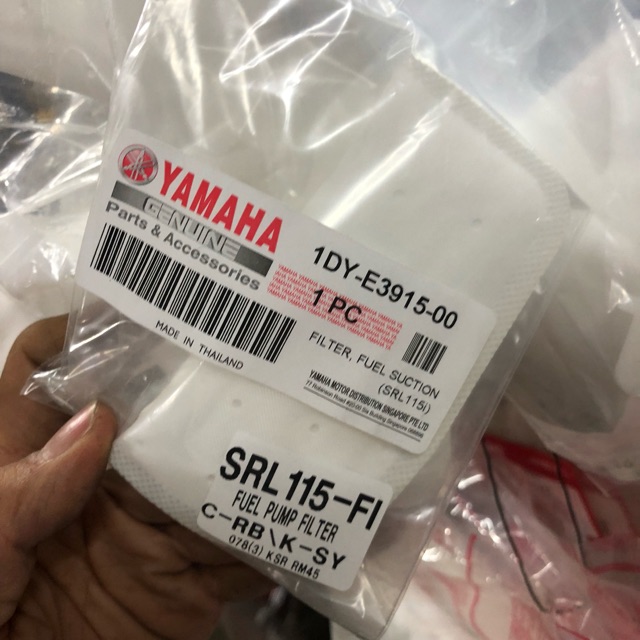 YAMAHA
GENUINE
Parts & Accessories
MADE IN THAILAND
1DY-E3915-00
1 PC
FILTER, FUEL SUCTION
(SRL115i)
YAMAHA MOTOR DISTRIBUTION SINGAPORE PTE LTD
SRL115-FI
FUEL PUMP FILTER
C-RB\K-SY
078(3) KSR RM45